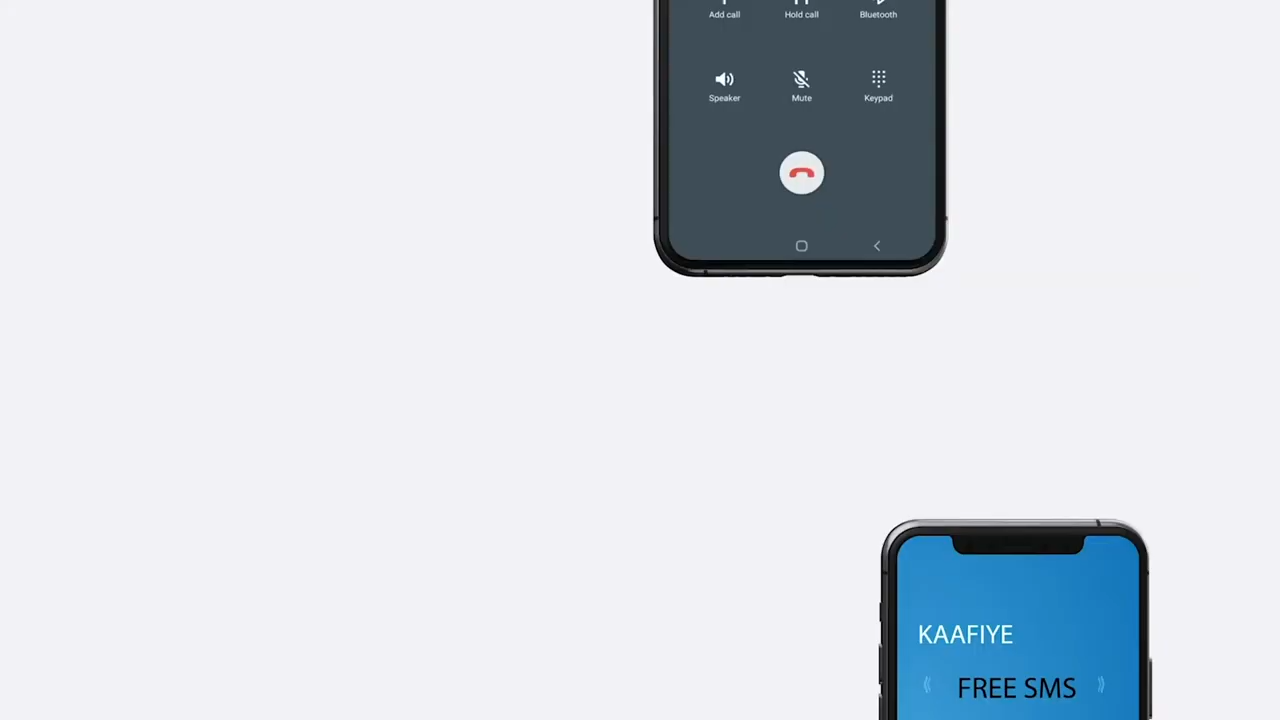 Add call Hold call Bluetooth
Speaker Mute Keypad
KAAFIYE
FREE SMS